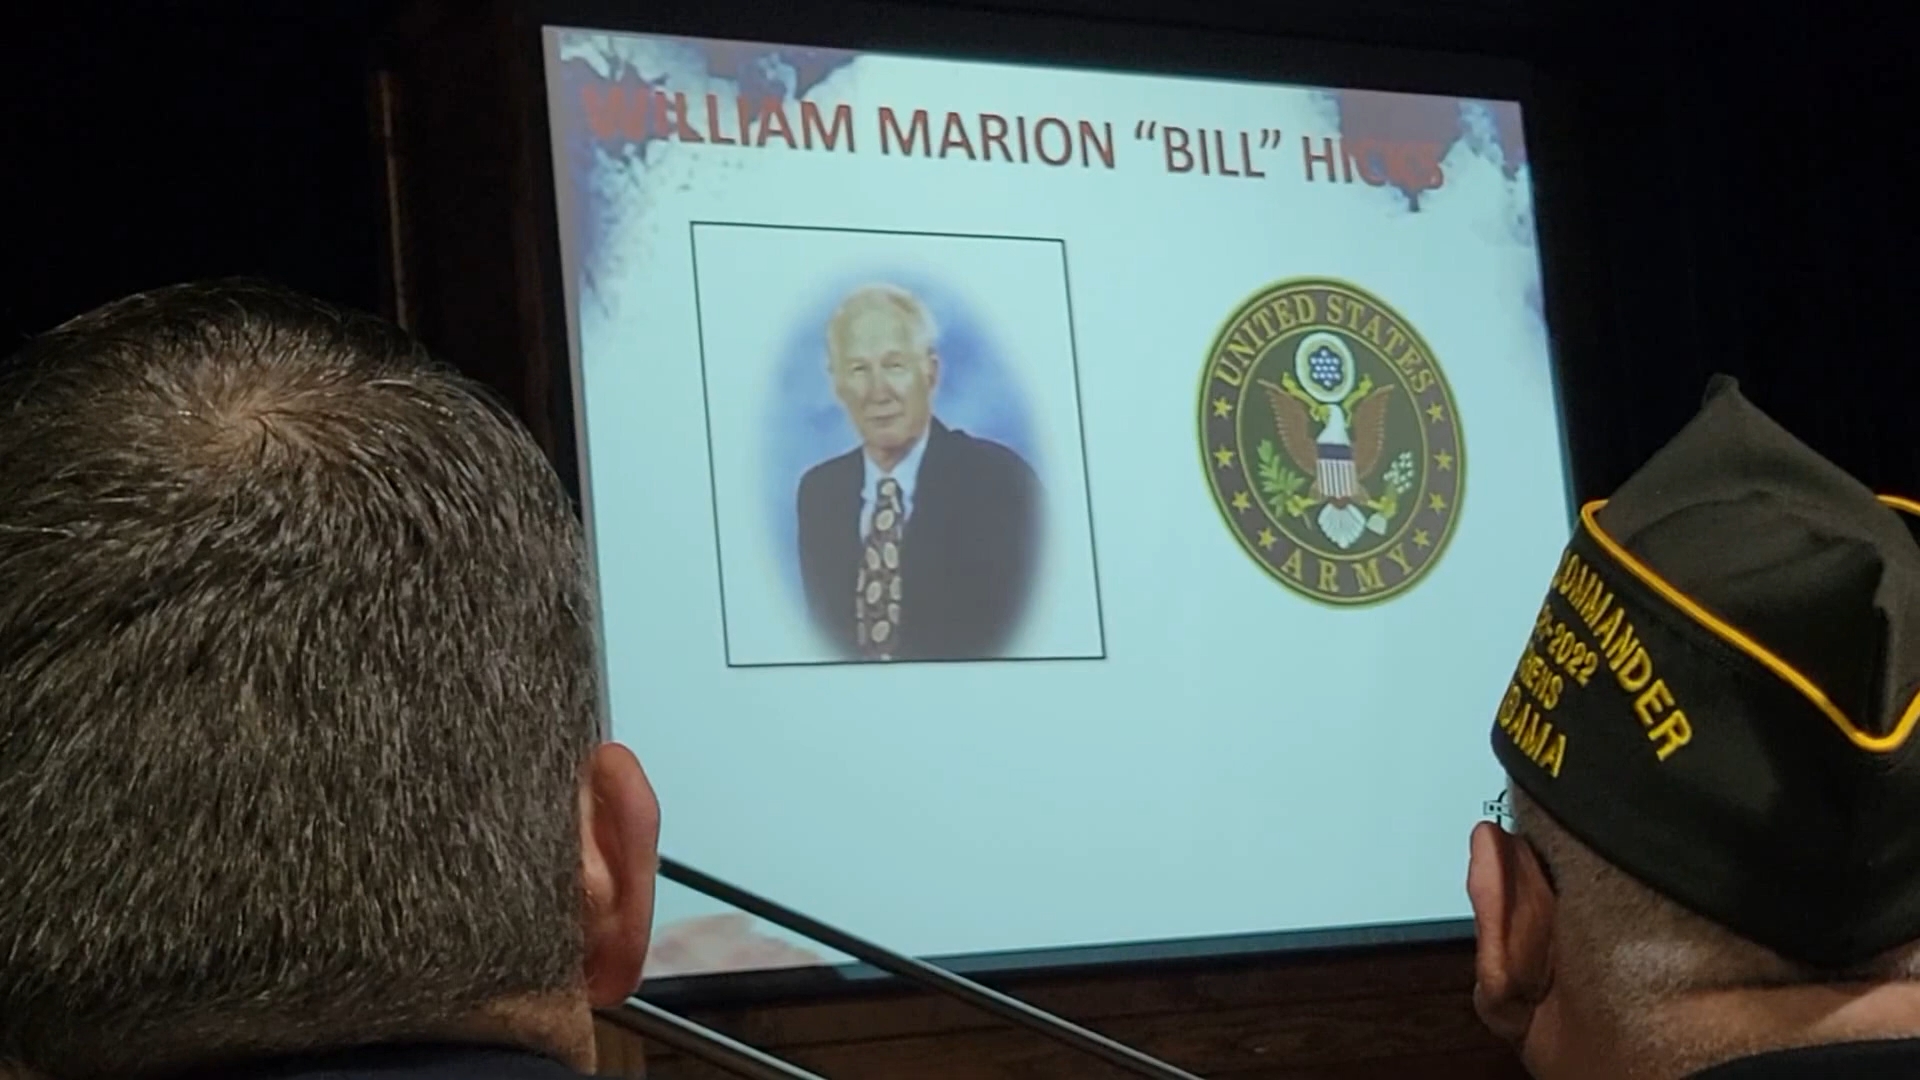 WILLIAM MARION “BILL” HICKS
UNITED STATES
ARMY
COMMANDER
-2022